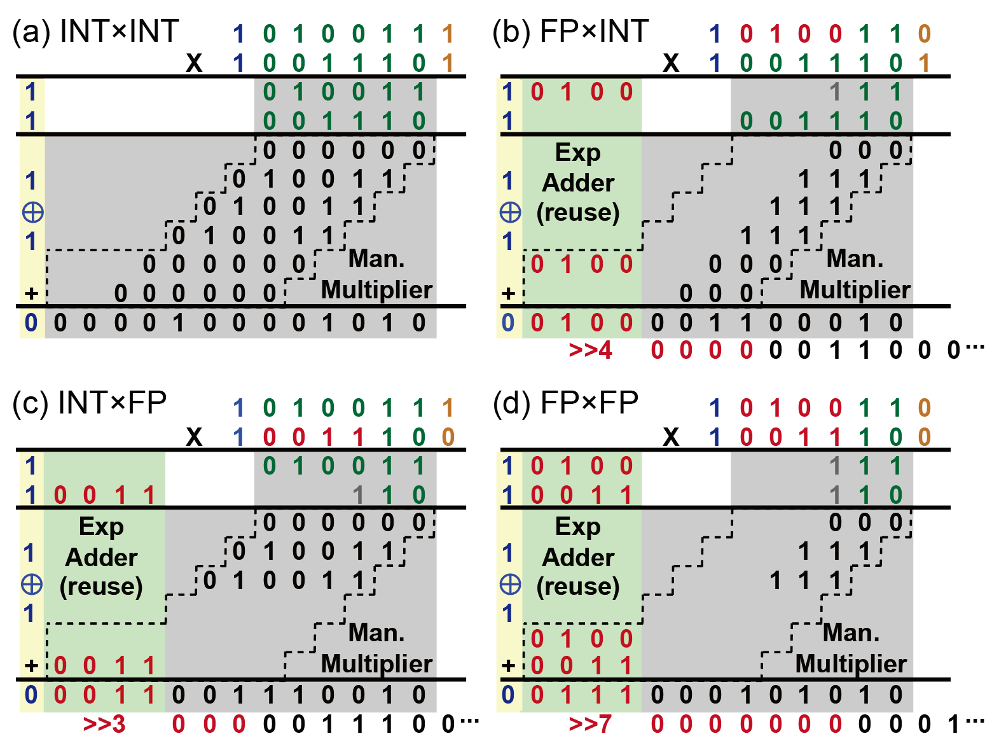 (a) INT×INT 1 0 1 0 0 1 1 1
X 1 0 0 1 1 1 0 1
1 0 1 0 0 1 1
1 0 0 1 1 1 0
0 0 0 0 0 0
1 0 1 0 0 1 1
⊕ 0 1 0 0 1 1
1 0 1 0 0 1 1
0 0 0 0 0 0 Man.
+ 0 0 0 0 0 0 Multiplier
0 0 0 0 0 1 0 0 0 0 1 0 1 0
(b) FP×INT 1 0 1 0 0 1 1 0
X 1 0 0 1 1 1 0 1
1 0 1 0 0 1 1 1
1 0 0 1 1 1 0
Exp 0 0 0
1 Adder 1 1 1
⊕ (reuse) 1 1 1
1 1 1 1
0 1 0 0 0 0 0 Man.
+ 0 0 0 Multiplier
0 0 1 0 0 0 0 1 1 0 0 0 1 0
>>4 0 0 0 0 0 0 1 1 0 0 0 ...
(c) INT×FP 1 0 1 0 0 1 1 1
X 1 0 0 1 1 1 0 0
1 0 1 0 0 1 1
1 0 0 1 1 1 1 0
Exp 0 0 0 0 0 0
1 Adder 0 1 0 0 1 1
⊕ (reuse) 0 1 0 0 1 1
1
Man.
+ 0 0 1 1 Multiplier
0 0 0 1 1 0 0 1 1 1 0 0 1 0
>>3 0 0 0 0 0 1 1 1 0 0 ...
(d) FP×FP 1 0 1 0 0 1 1 0
X 1 0 0 1 1 1 0 0
1 0 1 0 0 1 1 1
1 0 0 1 1 1 1 0
Exp 0 0 0
1 Adder 1 1 1
⊕ (reuse) 1 1 1
1
0 1 0 0 Man.
+ 0 0 1 1 Multiplier
0 0 1 1 1 0 0 0 1 0 1 0 1 0
>>7 0 0 0 0 0 0 0 0 0 0 1 ...